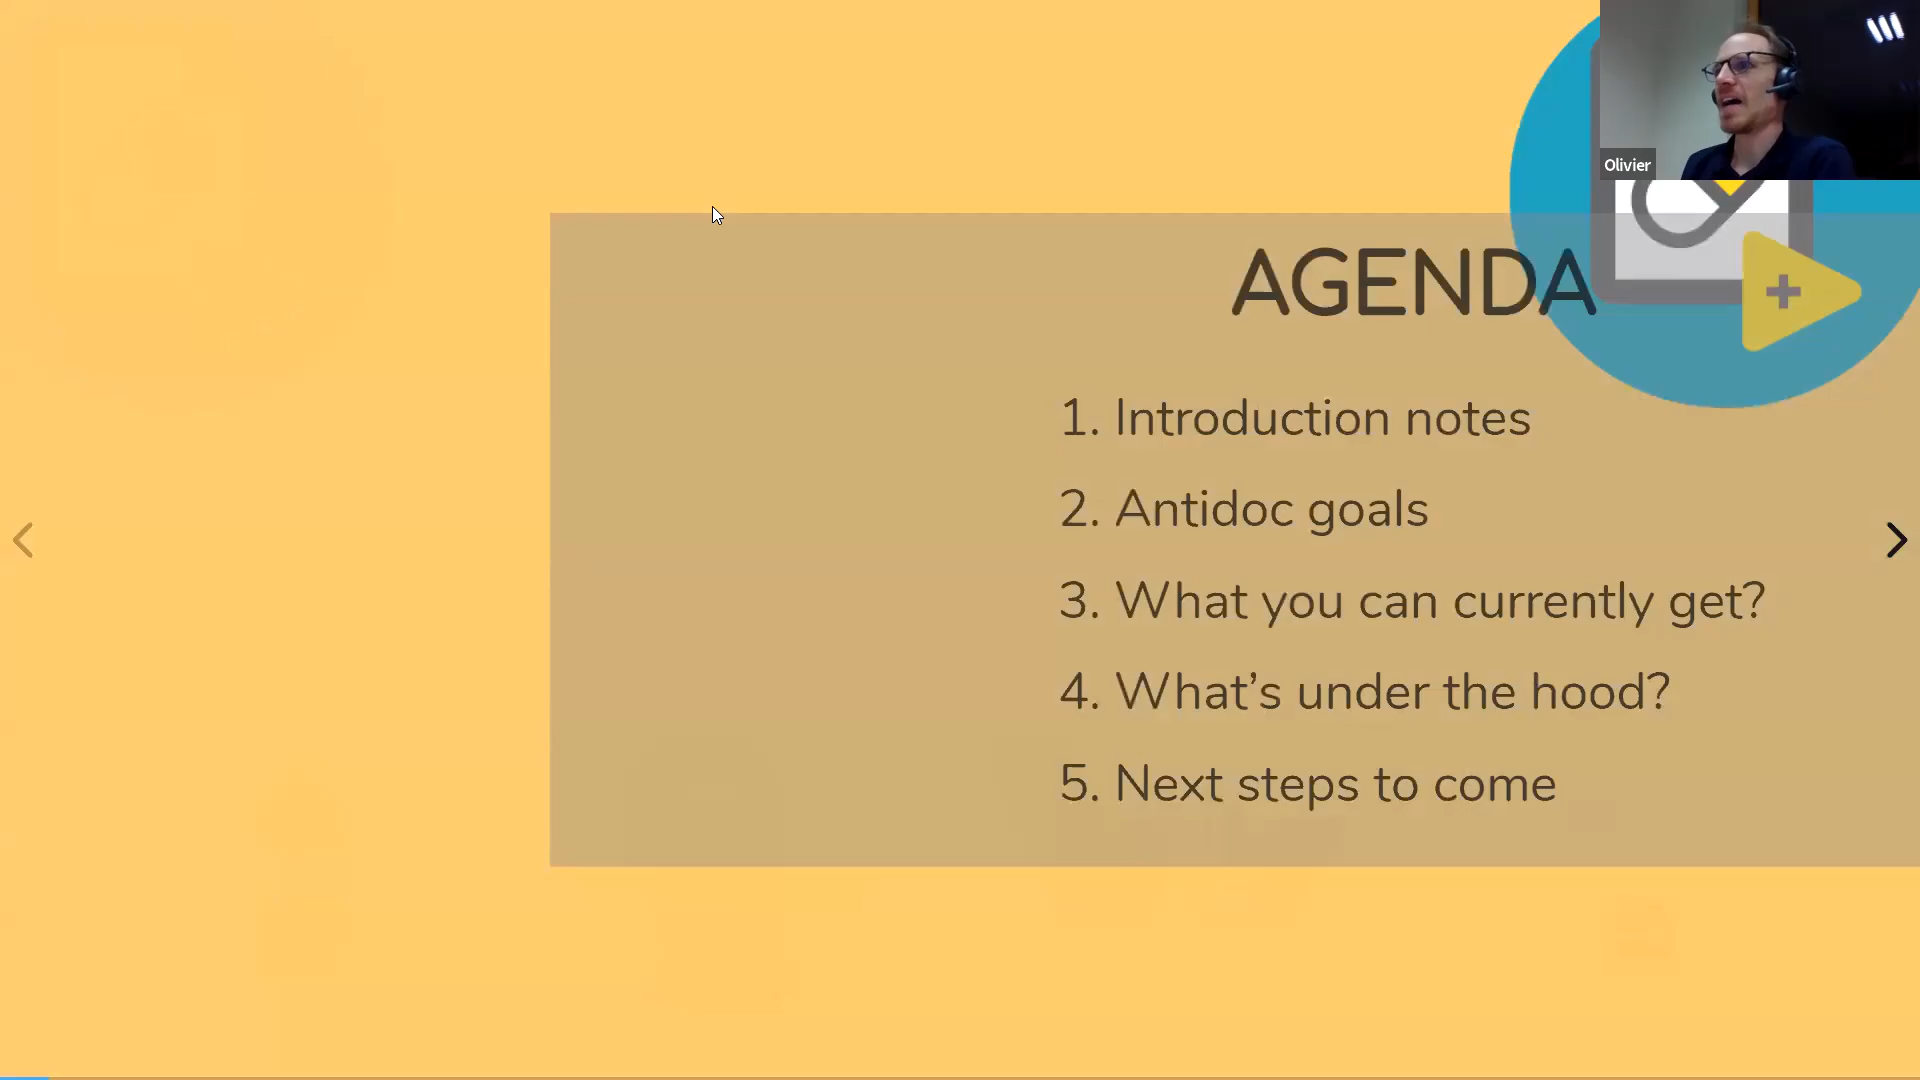 Olivier
AGENDA
1. Introduction notes
2. Antidoc goals
3. What you can currently get?
4. What’s under the hood?
5. Next steps to come